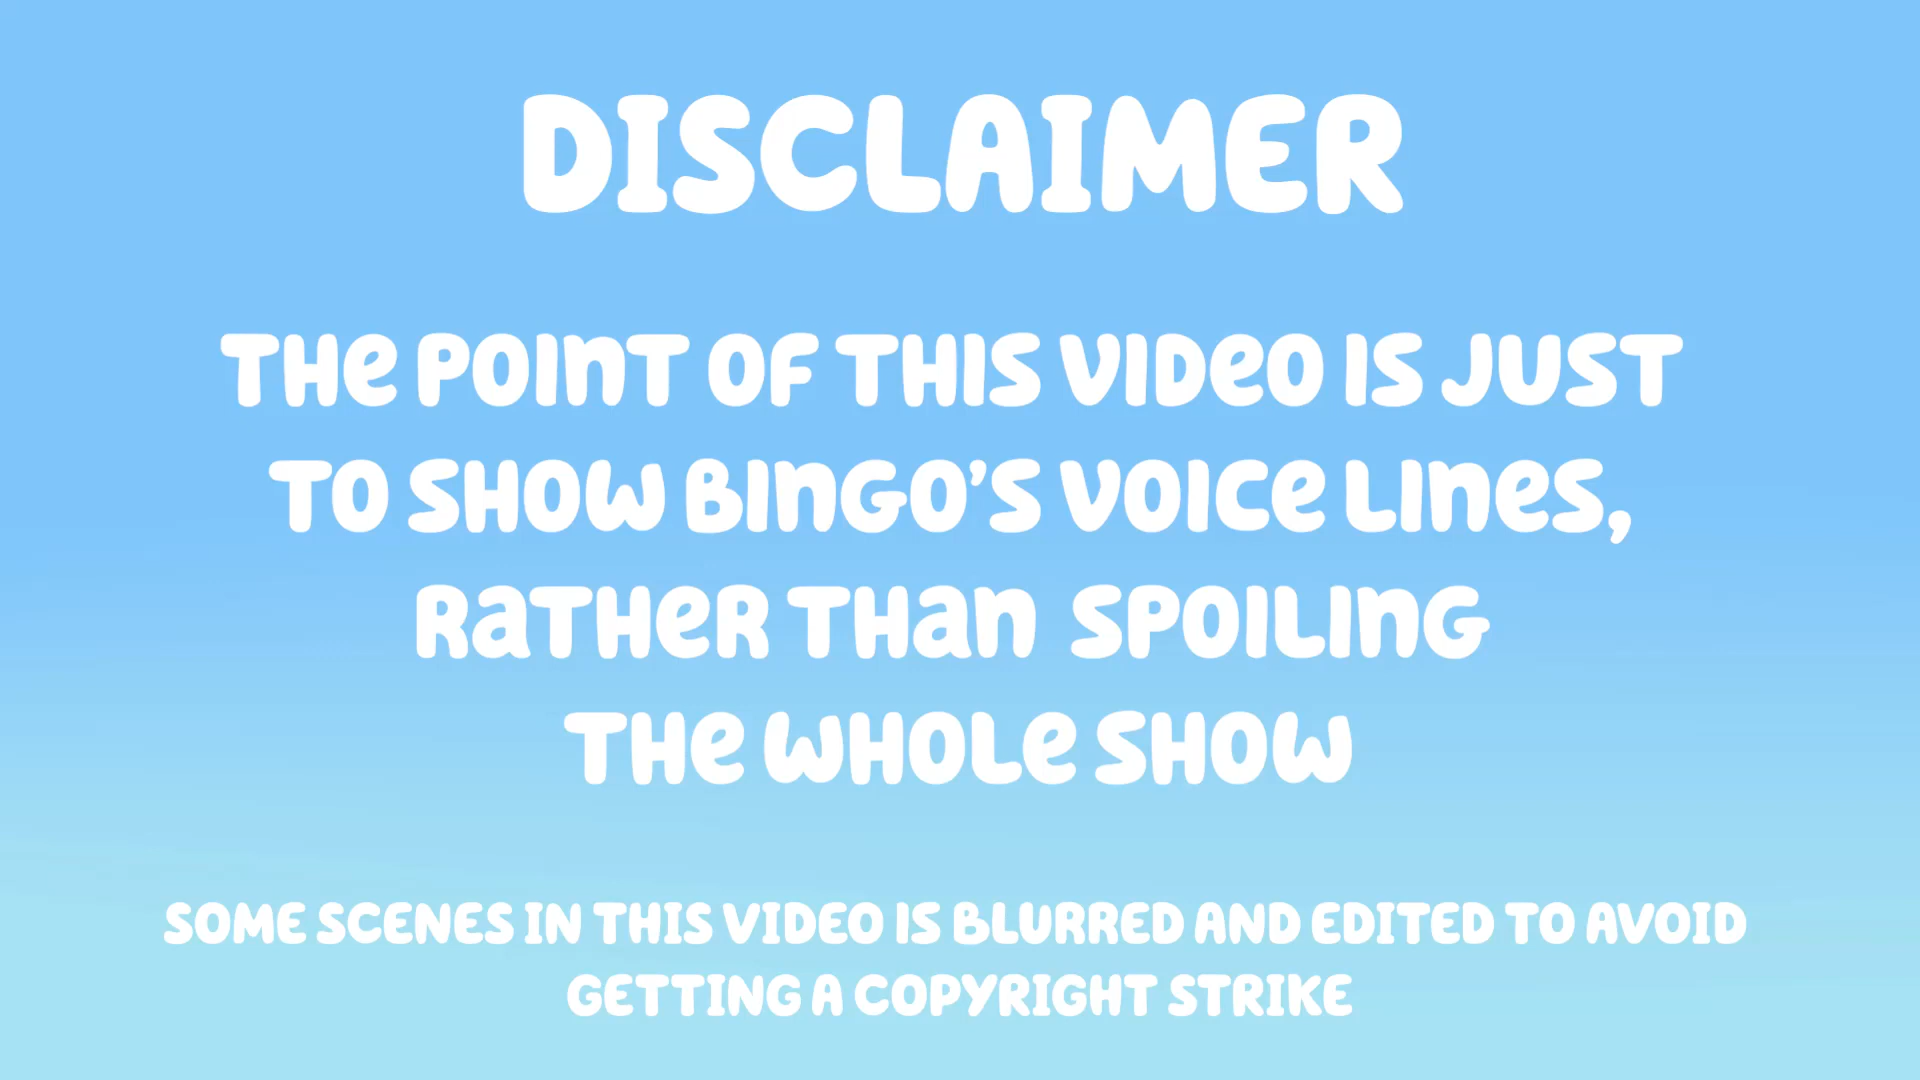 DISCLAIMER
THe POInT OF THIS VIDeO IS JUST
TO SHOW BInGO'S VOICe LIneS,
RaTHeR THan SPOILInG
THe WHOLe SHOW
SOME SCENES IN THIS VIDEO IS BLURRED AND EDITED TO AVOID
GETTING A COPYRIGHT STRIKE